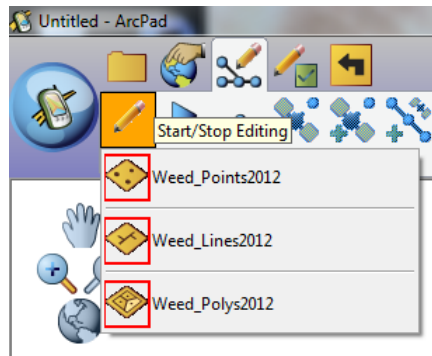 Untitled - ArcPad
Start/Stop Editing
Weed_Points2012
Weed_Lines2012
Weed_Polys2012